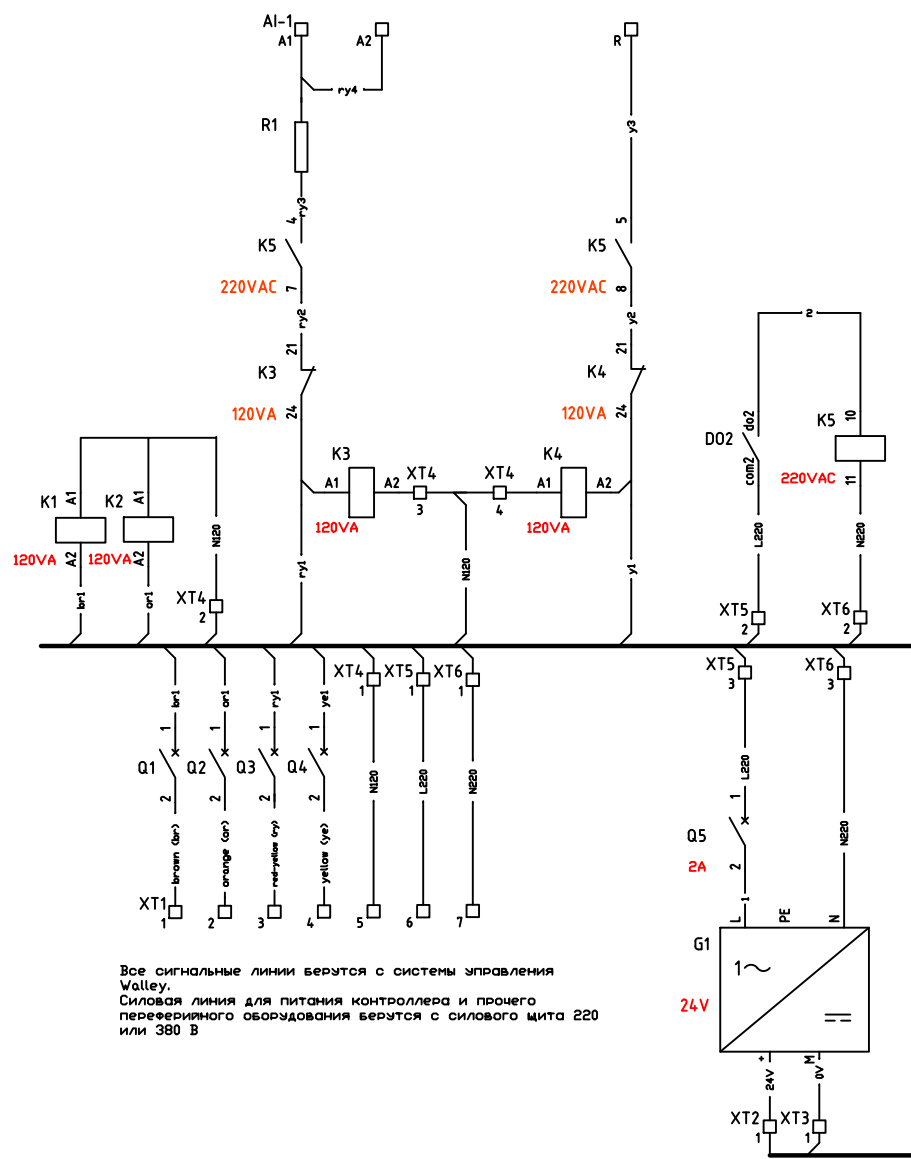 AI-1
A1
A2
R
ry4
R1
y3
ry3
4
5
K5
K5
220VAC
7
220VAC
8
ry2
y2
2
21
21
K3
K4
do2
10
120VA
24
120VA
24
DO2
K5
com2
220VAC
11
K3
XT4
XT4
K4
A1
A2
A1
A2
3
4
120VA
120VA
K1
A1
K2
A1
N120
120VA
A2
120VA
A2
L220
N220
ry1
N120
y1
br1
or1
XT4
2
XT5
2
XT6
2
br1
or1
ry1
ye1
XT4
1
XT5
1
XT6
1
XT5
3
XT6
3
1
1
1
1
Q1
Q2
Q3
Q4
N120
L220
N220
L220
2
2
2
2
1
Q5
N220
brown (br)
orange (or)
red-yellow (ry)
yellow (ye)
2A
2
1
XT1
1
2
3
4
5
6
7
L
PE
N
G1
1
24V
Все сигнальные линии берутся с системы управления
Walley.
Силовая линия для питания контроллера и прочего
переферийного оборудования берутся с силового щита 220
или 380 В
+
M
24V
0V
XT2
1
XT3
1